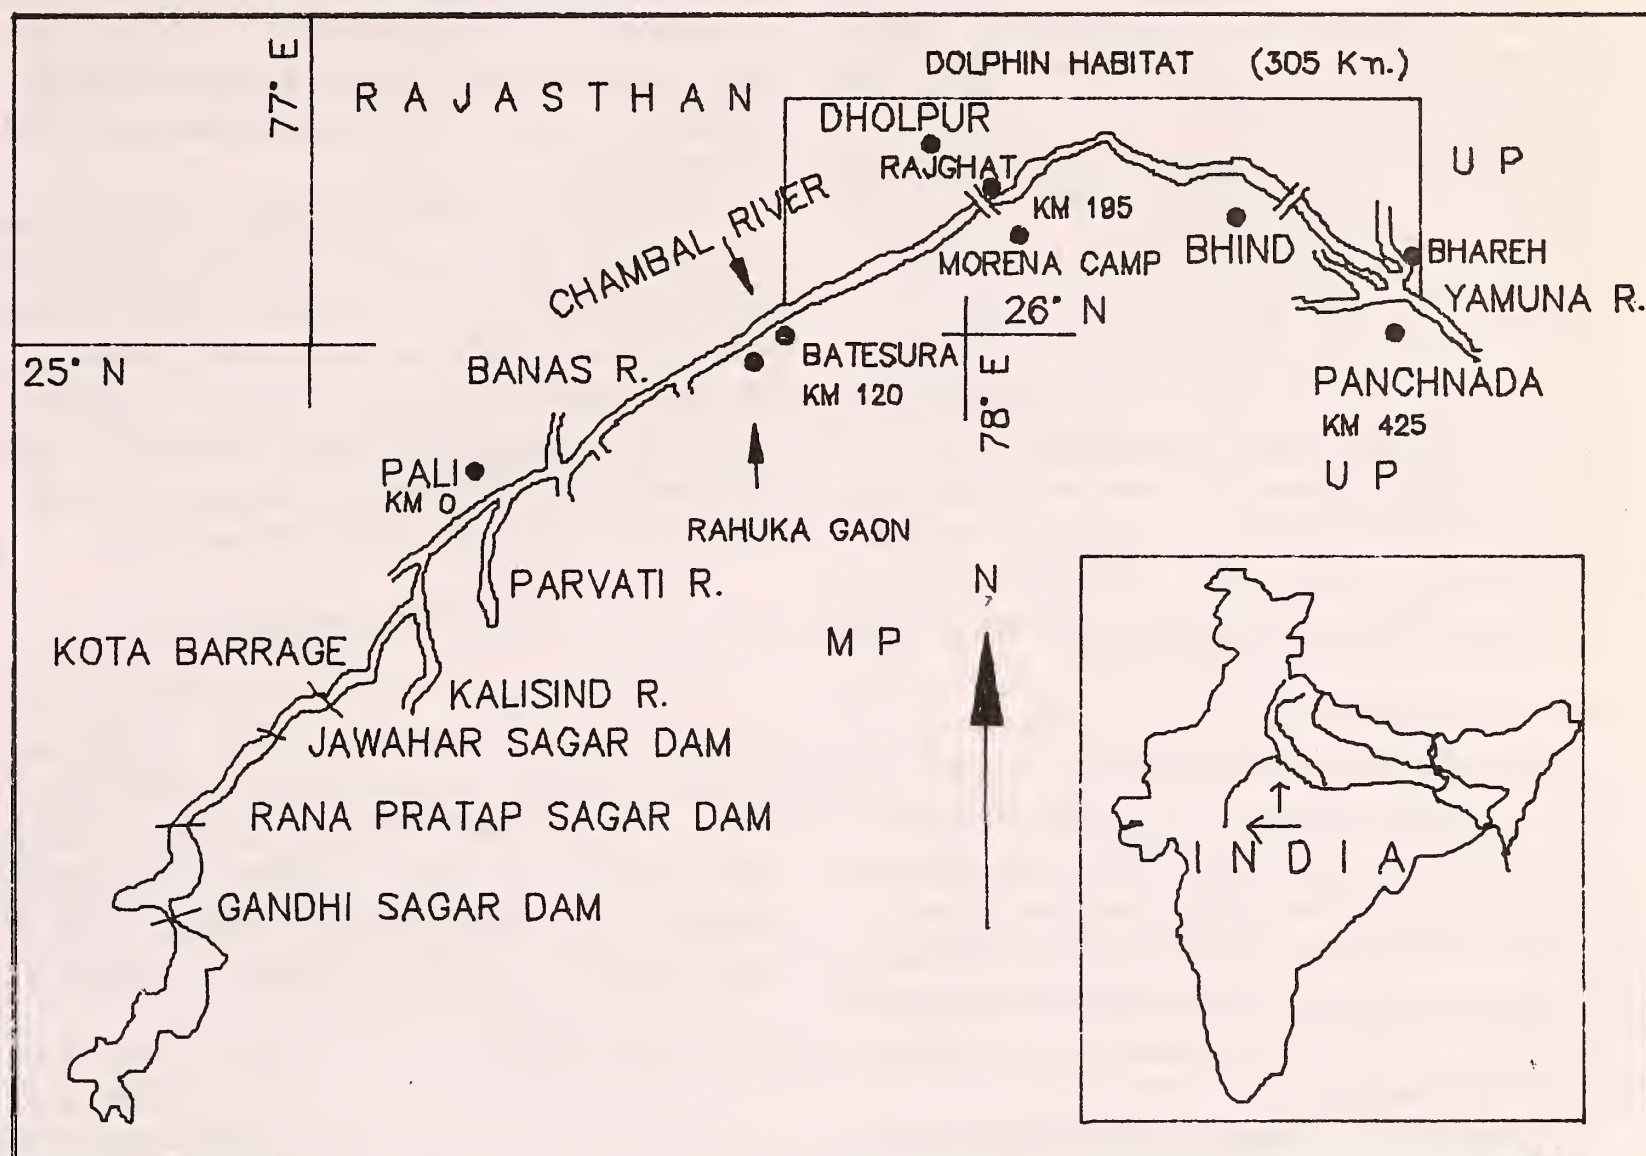 DOLPHIN HABITAT (305 Km.)
77° E
RAJASTHAN
DHOLPUR
RAJGHAT
KM 195
UP
CHAMBAL RIVER
MORENA CAMP
BHIND
BHAREH
YAMUNA R.
26° N
78° E
25° N
BANAS R.
BATESURA
KM 120
PANCHNADA
KM 425
UP
PALI
KM 0
RAHUKA GAON
PARVATI R.
N
MP
KOTA BARRAGE
KALISIND R.
JAWAHAR SAGAR DAM
RANA PRATAP SAGAR DAM
GANDHI SAGAR DAM
INDIA